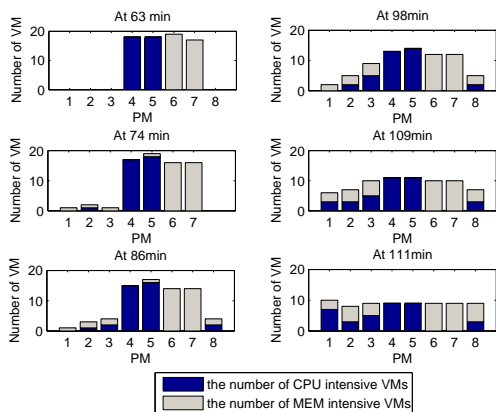 At 63 min
Number of VM
20
10
0
1 2 3 4 5 6 7 8
PM
At 98min
Number of VM
20
10
0
1 2 3 4 5 6 7 8
PM
At 74 min
Number of VM
20
10
0
1 2 3 4 5 6 7
At 109min
Number of VM
20
10
0
1 2 3 4 5 6 7 8
At 86min
Number of VM
20
10
0
1 2 3 4 5 6 7 8
At 111min
Number of VM
20
10
0
1 2 3 4 5 6 7 8
the number of CPU intensive VMs
the number of MEM intensive VMs